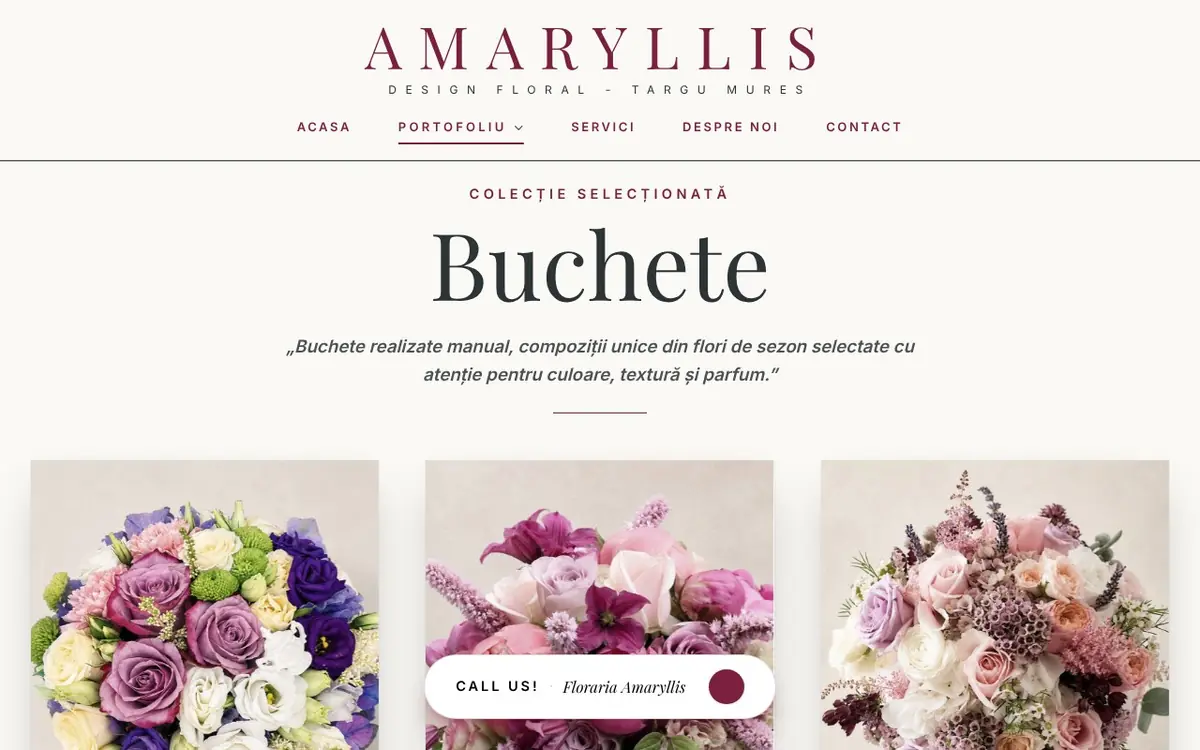 AMARYLLIS
DESIGN FLORAL - TARGU MURES
ACASA PORTOFOLIU SERVICI DESPRE NOI CONTACT
COLECȚIE SELECȚIONATĂ
Buchete
„Buchete realizate manual, compoziții unice din flori de sezon selectate cu
atenție pentru culoare, textură și parfum.”
CALL US! · Floraria Amaryllis